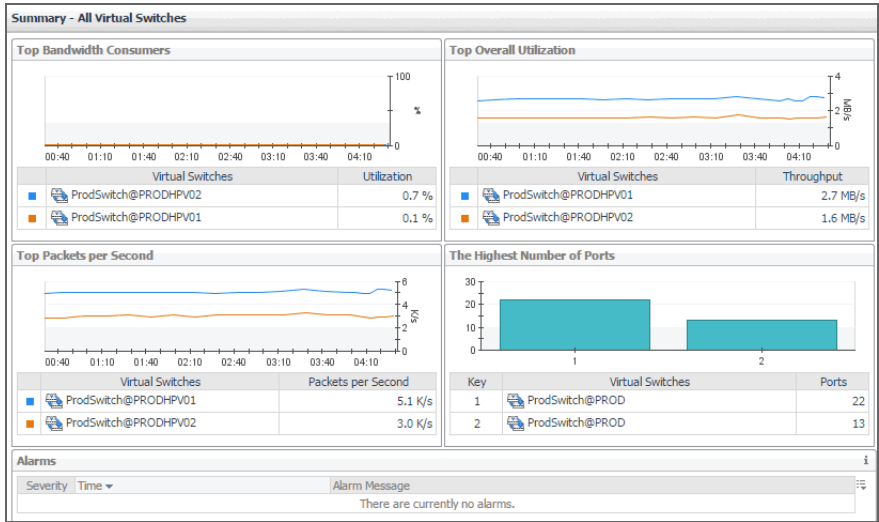 Summary - All Virtual Switches
Top Bandwidth Consumers
100
%
0
00:40 01:10 01:40 02:10 02:40 03:10 03:40 04:10
Virtual Switches Utilization
ProdSwitch@PRODHPV02 0.7 %
ProdSwitch@PRODHPV01 0.1 %
Top Overall Utilization
4
2
0
MB/s
00:40 01:10 01:40 02:10 02:40 03:10 03:40 04:10
Virtual Switches Throughput
ProdSwitch@PRODHPV01 2.7 MB/s
ProdSwitch@PRODHPV02 1.6 MB/s
Top Packets per Second
6
4
2
0
K/s
00:40 01:10 01:40 02:10 02:40 03:10 03:40 04:10
Virtual Switches Packets per Second
ProdSwitch@PRODHPV01 5.1 K/s
ProdSwitch@PRODHPV02 3.0 K/s
The Highest Number of Ports
30
20
10
0
1 2
Key Virtual Switches Ports
1 ProdSwitch@PROD 22
2 ProdSwitch@PROD 13
Alarms i
Severity Time Alarm Message
There are currently no alarms.